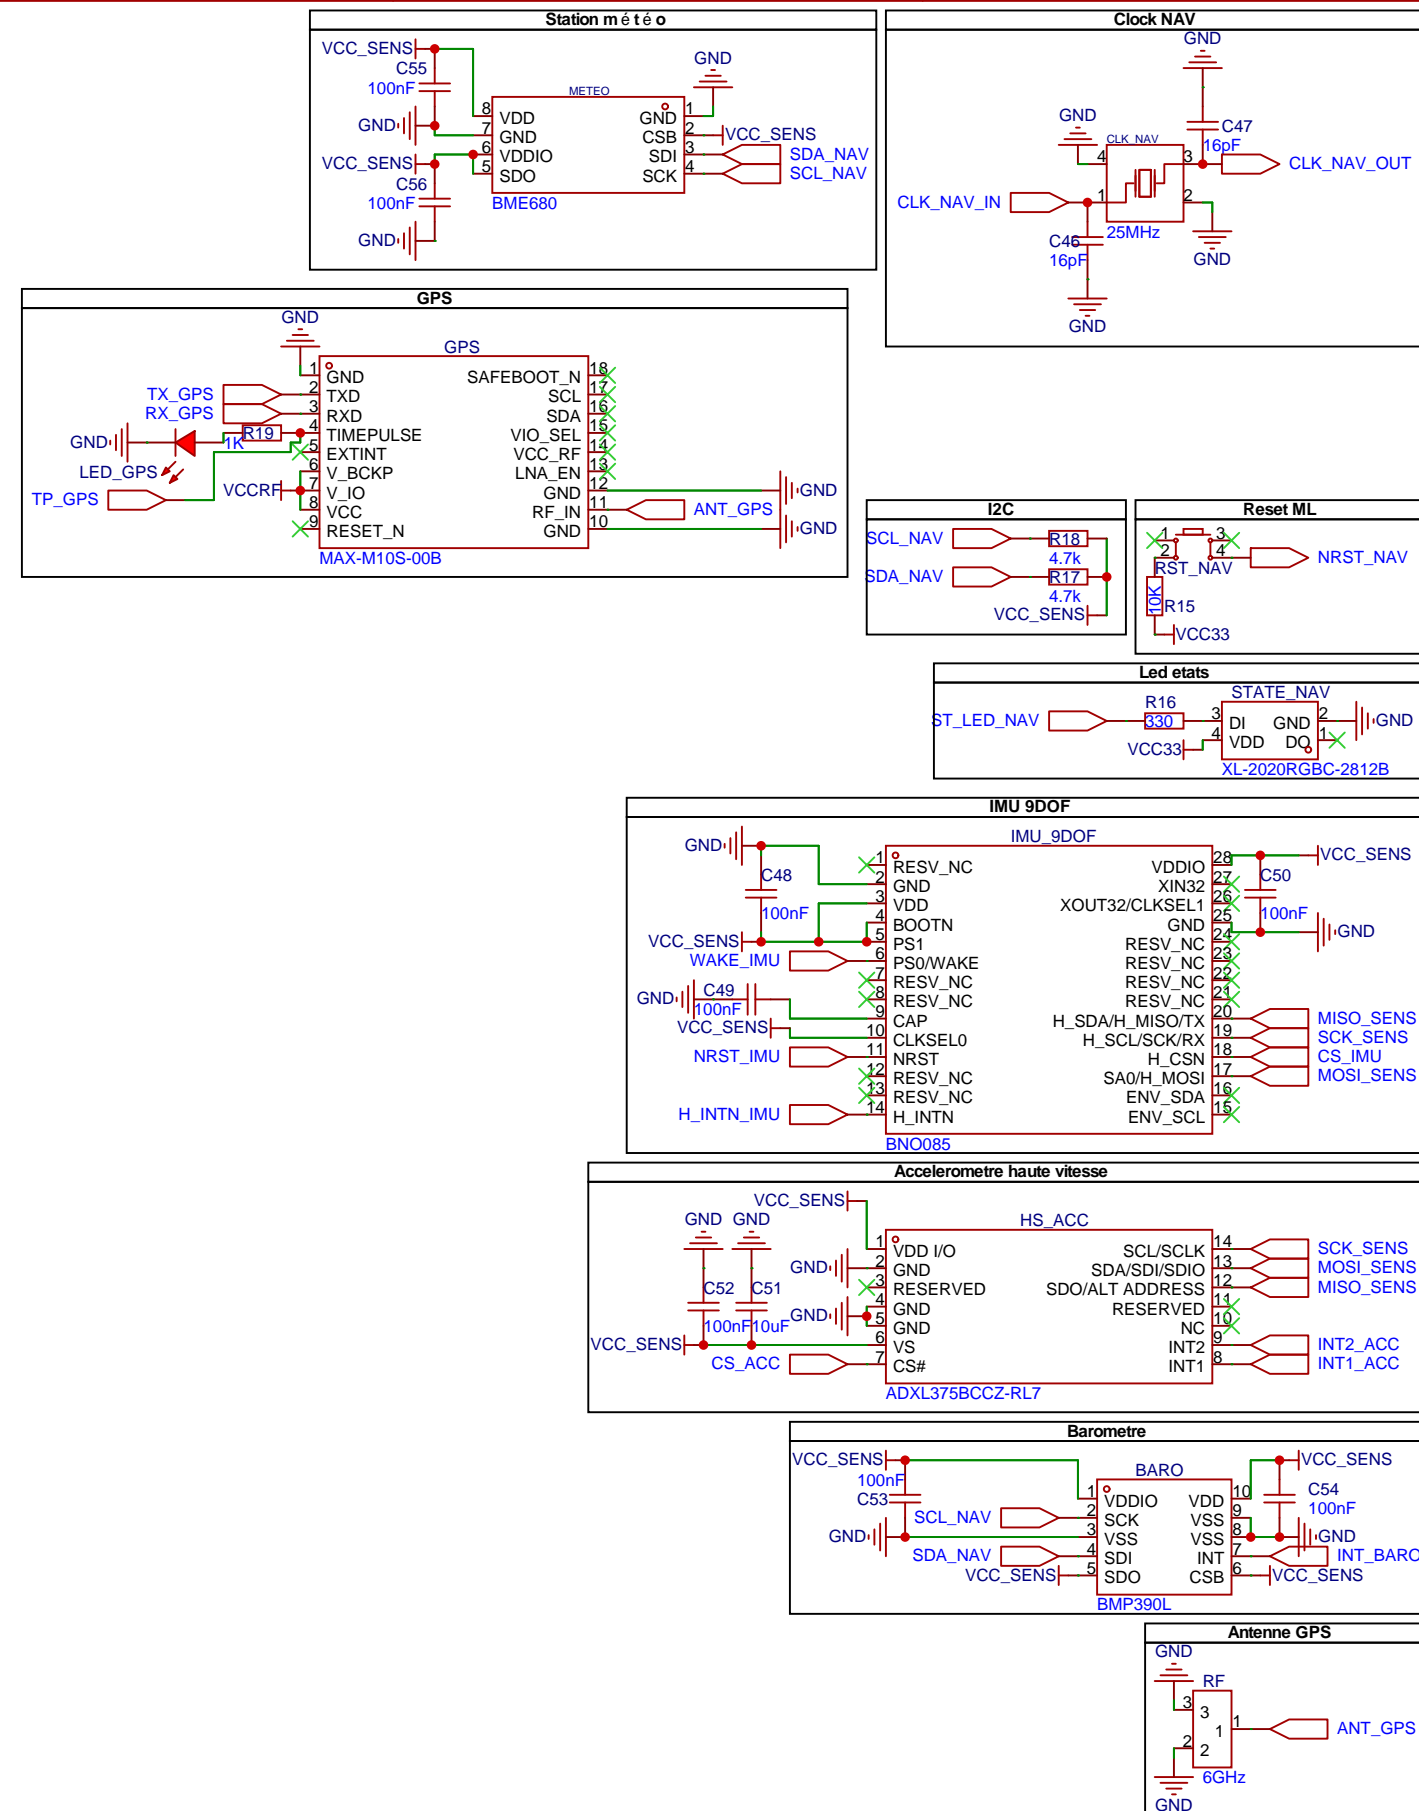 Station météo
VCC_SENS
C55
100nF
GND
VCC_SENS
C56
100nF
GND
METEO
8 VDD
7 GND
6 VDDIO
5 SDO
GND 1
CSB 2
SDI 3
SCK 4
BME680
GND
VCC_SENS
SDA_NAV
SCL_NAV
Clock NAV
GND
C47
16pF
GND
CLK_NAV
4
3
CLK_NAV_OUT
CLK_NAV_IN
1
2
25MHz
C46
16pF
GND
GND
GPS
GND
GPS
1 GND
2 TXD
3 RXD
4 TIMEPULSE
5 EXTINT
6 V_BCKP
7 V_IO
8 VCC
9 RESET_N
SAFEBOOT_N 18
SCL 17
SDA 16
VIO_SEL 15
VCC_RF 14
LNA_EN 13
GND 12
RF_IN 11
GND 10
MAX-M10S-00B
TX_GPS
RX_GPS
GND
R19
1K
LED_GPS
TP_GPS
VCCRF
GND
ANT_GPS
GND
I2C
SCL_NAV
R18
4.7k
SDA_NAV
R17
4.7k
VCC_SENS
Reset ML
1
3
2
4
RST_NAV
NRST_NAV
10K
R15
VCC33
Led etats
STATE_NAV
R16
ST_LED_NAV
330
3 DI
4 VDD
GND 2
DO 1
GND
VCC33
XL-2020RGBC-2812B
IMU 9DOF
IMU_9DOF
GND
C48
100nF
VCC_SENS
WAKE_IMU
GND
C49
100nF
VCC_SENS
NRST_IMU
H_INTN_IMU
1 RESV_NC
2 GND
3 VDD
4 BOOTN
5 PS1
6 PS0/WAKE
7 RESV_NC
8 RESV_NC
9 CAP
10 CLKSEL0
11 NRST
12 RESV_NC
13 RESV_NC
14 H_INTN
VDDIO 28
XIN32 27
XOUT32/CLKSEL1 26
GND 25
RESV_NC 24
RESV_NC 23
RESV_NC 22
RESV_NC 21
H_SDA/H_MISO/TX 20
H_SCL/SCK/RX 19
H_CSN 18
SA0/H_MOSI 17
ENV_SDA 16
ENV_SCL 15
BNO085
VCC_SENS
C50
100nF
GND
MISO_SENS
SCK_SENS
CS_IMU
MOSI_SENS
Accelerometre haute vitesse
VCC_SENS
GND
GND
HS_ACC
C52
C51
100nF
10uF
VCC_SENS
GND
GND
CS_ACC
1 VDD I/O
2 GND
3 RESERVED
4 GND
5 GND
6 VS
7 CS#
SCL/SCLK 14
SDA/SDI/SDIO 13
SDO/ALT ADDRESS 12
RESERVED 11
NC 10
INT2 9
INT1 8
ADXL375BCCZ-RL7
SCK_SENS
MOSI_SENS
MISO_SENS
INT2_ACC
INT1_ACC
Barometre
VCC_SENS
100nF
C53
GND
SCL_NAV
SDA_NAV
VCC_SENS
BARO
1 VDDIO
2 SCK
3 VSS
4 SDI
5 SDO
VDD 10
VSS 9
VSS 8
INT 7
CSB 6
BMP390L
VCC_SENS
C54
100nF
GND
INT_BARO
VCC_SENS
Antenne GPS
GND
RF
3
3
1
1
2
2
ANT_GPS
6GHz
GND